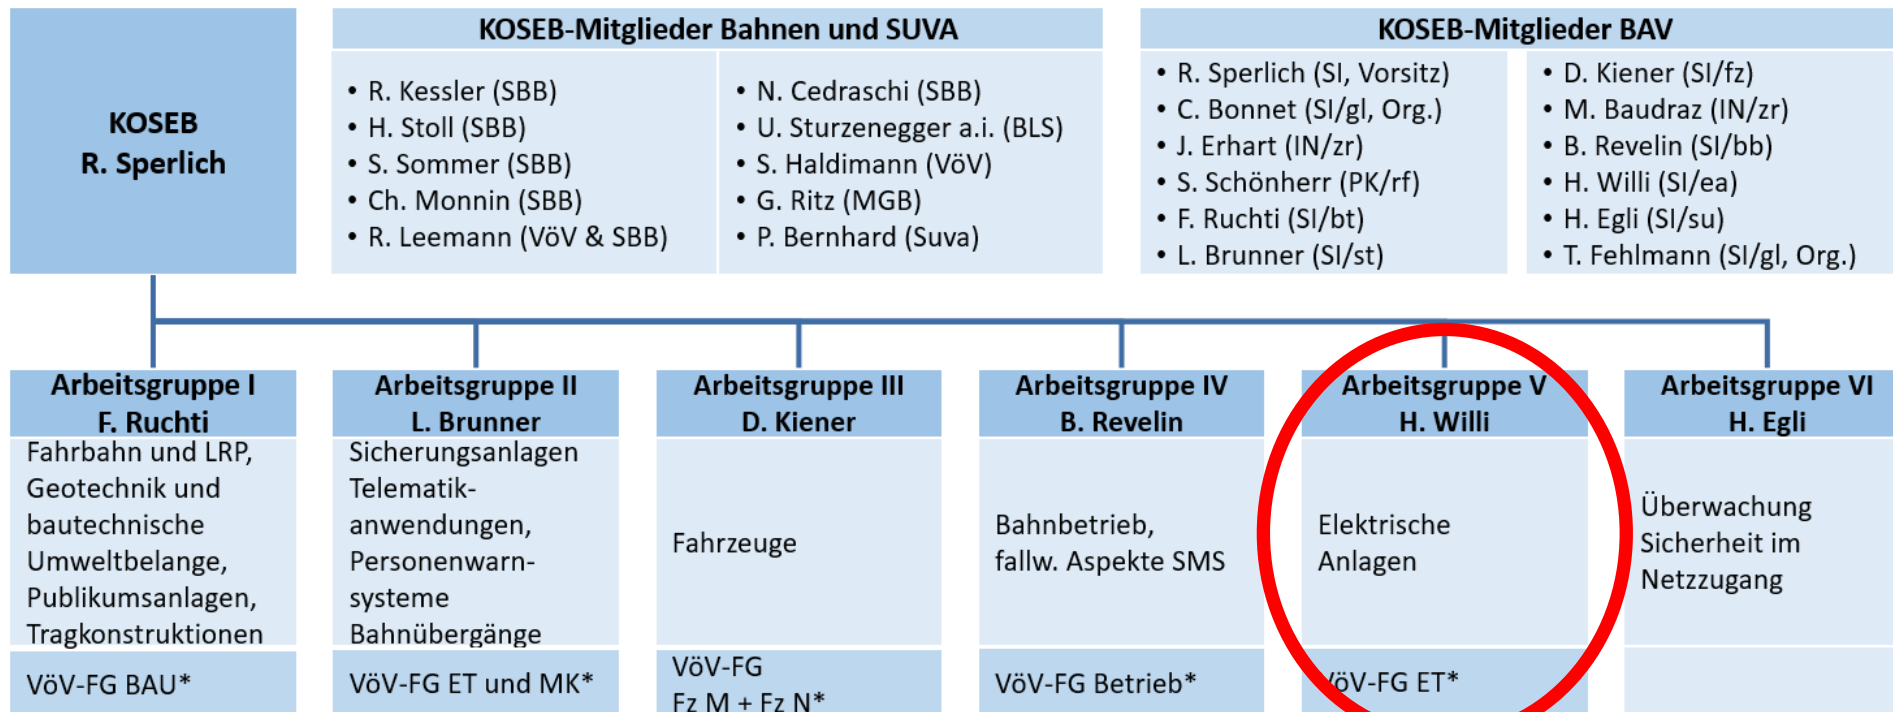 KOSEB
R. Sperlich
KOSEB-Mitglieder Bahnen und SUVA
• R. Kessler (SBB)
• H. Stoll (SBB)
• S. Sommer (SBB)
• Ch. Monnin (SBB)
• R. Leemann (VöV & SBB)
• N. Cedraschi (SBB)
• U. Sturzenegger a.i. (BLS)
• S. Haldimann (VöV)
• G. Ritz (MGB)
• P. Bernhard (Suva)
KOSEB-Mitglieder BAV
• R. Sperlich (SI, Vorsitz)
• C. Bonnet (SI/gl, Org.)
• J. Erhart (IN/zr)
• S. Schönherr (PK/rf)
• F. Ruchti (SI/bt)
• L. Brunner (SI/st)
• D. Kiener (SI/fz)
• M. Baudraz (IN/zr)
• B. Revelin (SI/bb)
• H. Willi (SI/ea)
• H. Egli (SI/su)
• T. Fehlmann (SI/gl, Org.)
Arbeitsgruppe I
F. Ruchti
Fahrbahn und LRP,
Geotechnik und
bautechnische
Umweltbelange,
Publikumsanlagen,
Tragkonstruktionen
VöV-FG BAU*
Arbeitsgruppe II
L. Brunner
Sicherungsanlagen
Telematik-
anwendungen,
Personenwarn-
systeme
Bahnübergänge
VöV-FG ET und MK*
Arbeitsgruppe III
D. Kiener
Fahrzeuge
VöV-FG
Fz M + Fz N*
Arbeitsgruppe IV
B. Revelin
Bahnbetrieb,
fallw. Aspekte SMS
VöV-FG Betrieb*
Arbeitsgruppe V
H. Willi
Elektrische
Anlagen
VöV-FG ET*
Arbeitsgruppe VI
H. Egli
Überwachung
Sicherheit im
Netzzugang